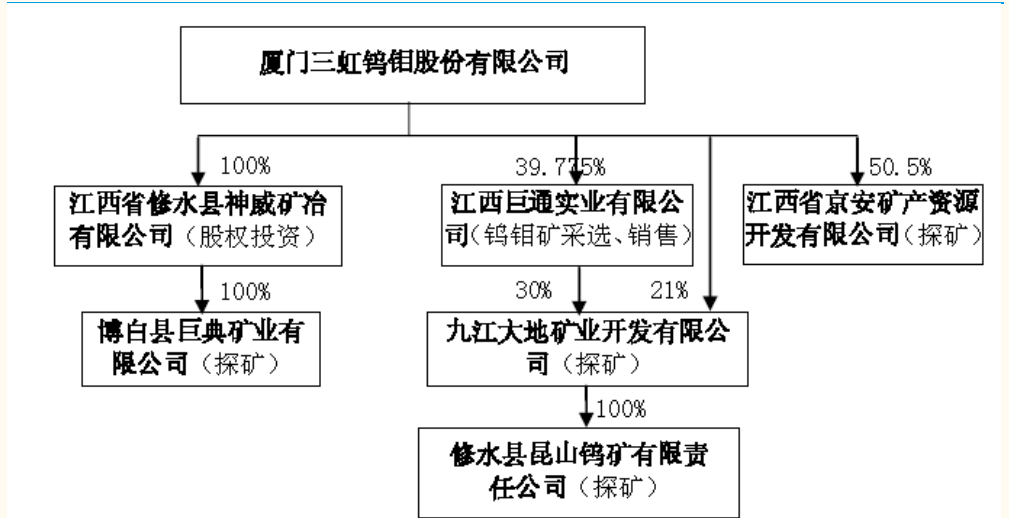 厦门三虹钨钼股份有限公司
100%
39.775%
50.5%
江西省修水县神威矿冶
有限公司（股权投资）
江西巨通实业有限公
司（钨钼矿采选、销售）
江西省京安矿产资源
开发有限公司（探矿）
100%
30%
21%
博白县巨典矿业有
限公司（探矿）
九江大地矿业开发有限公
司（探矿）
100%
修水县昆山钨矿有限责
任公司（探矿）